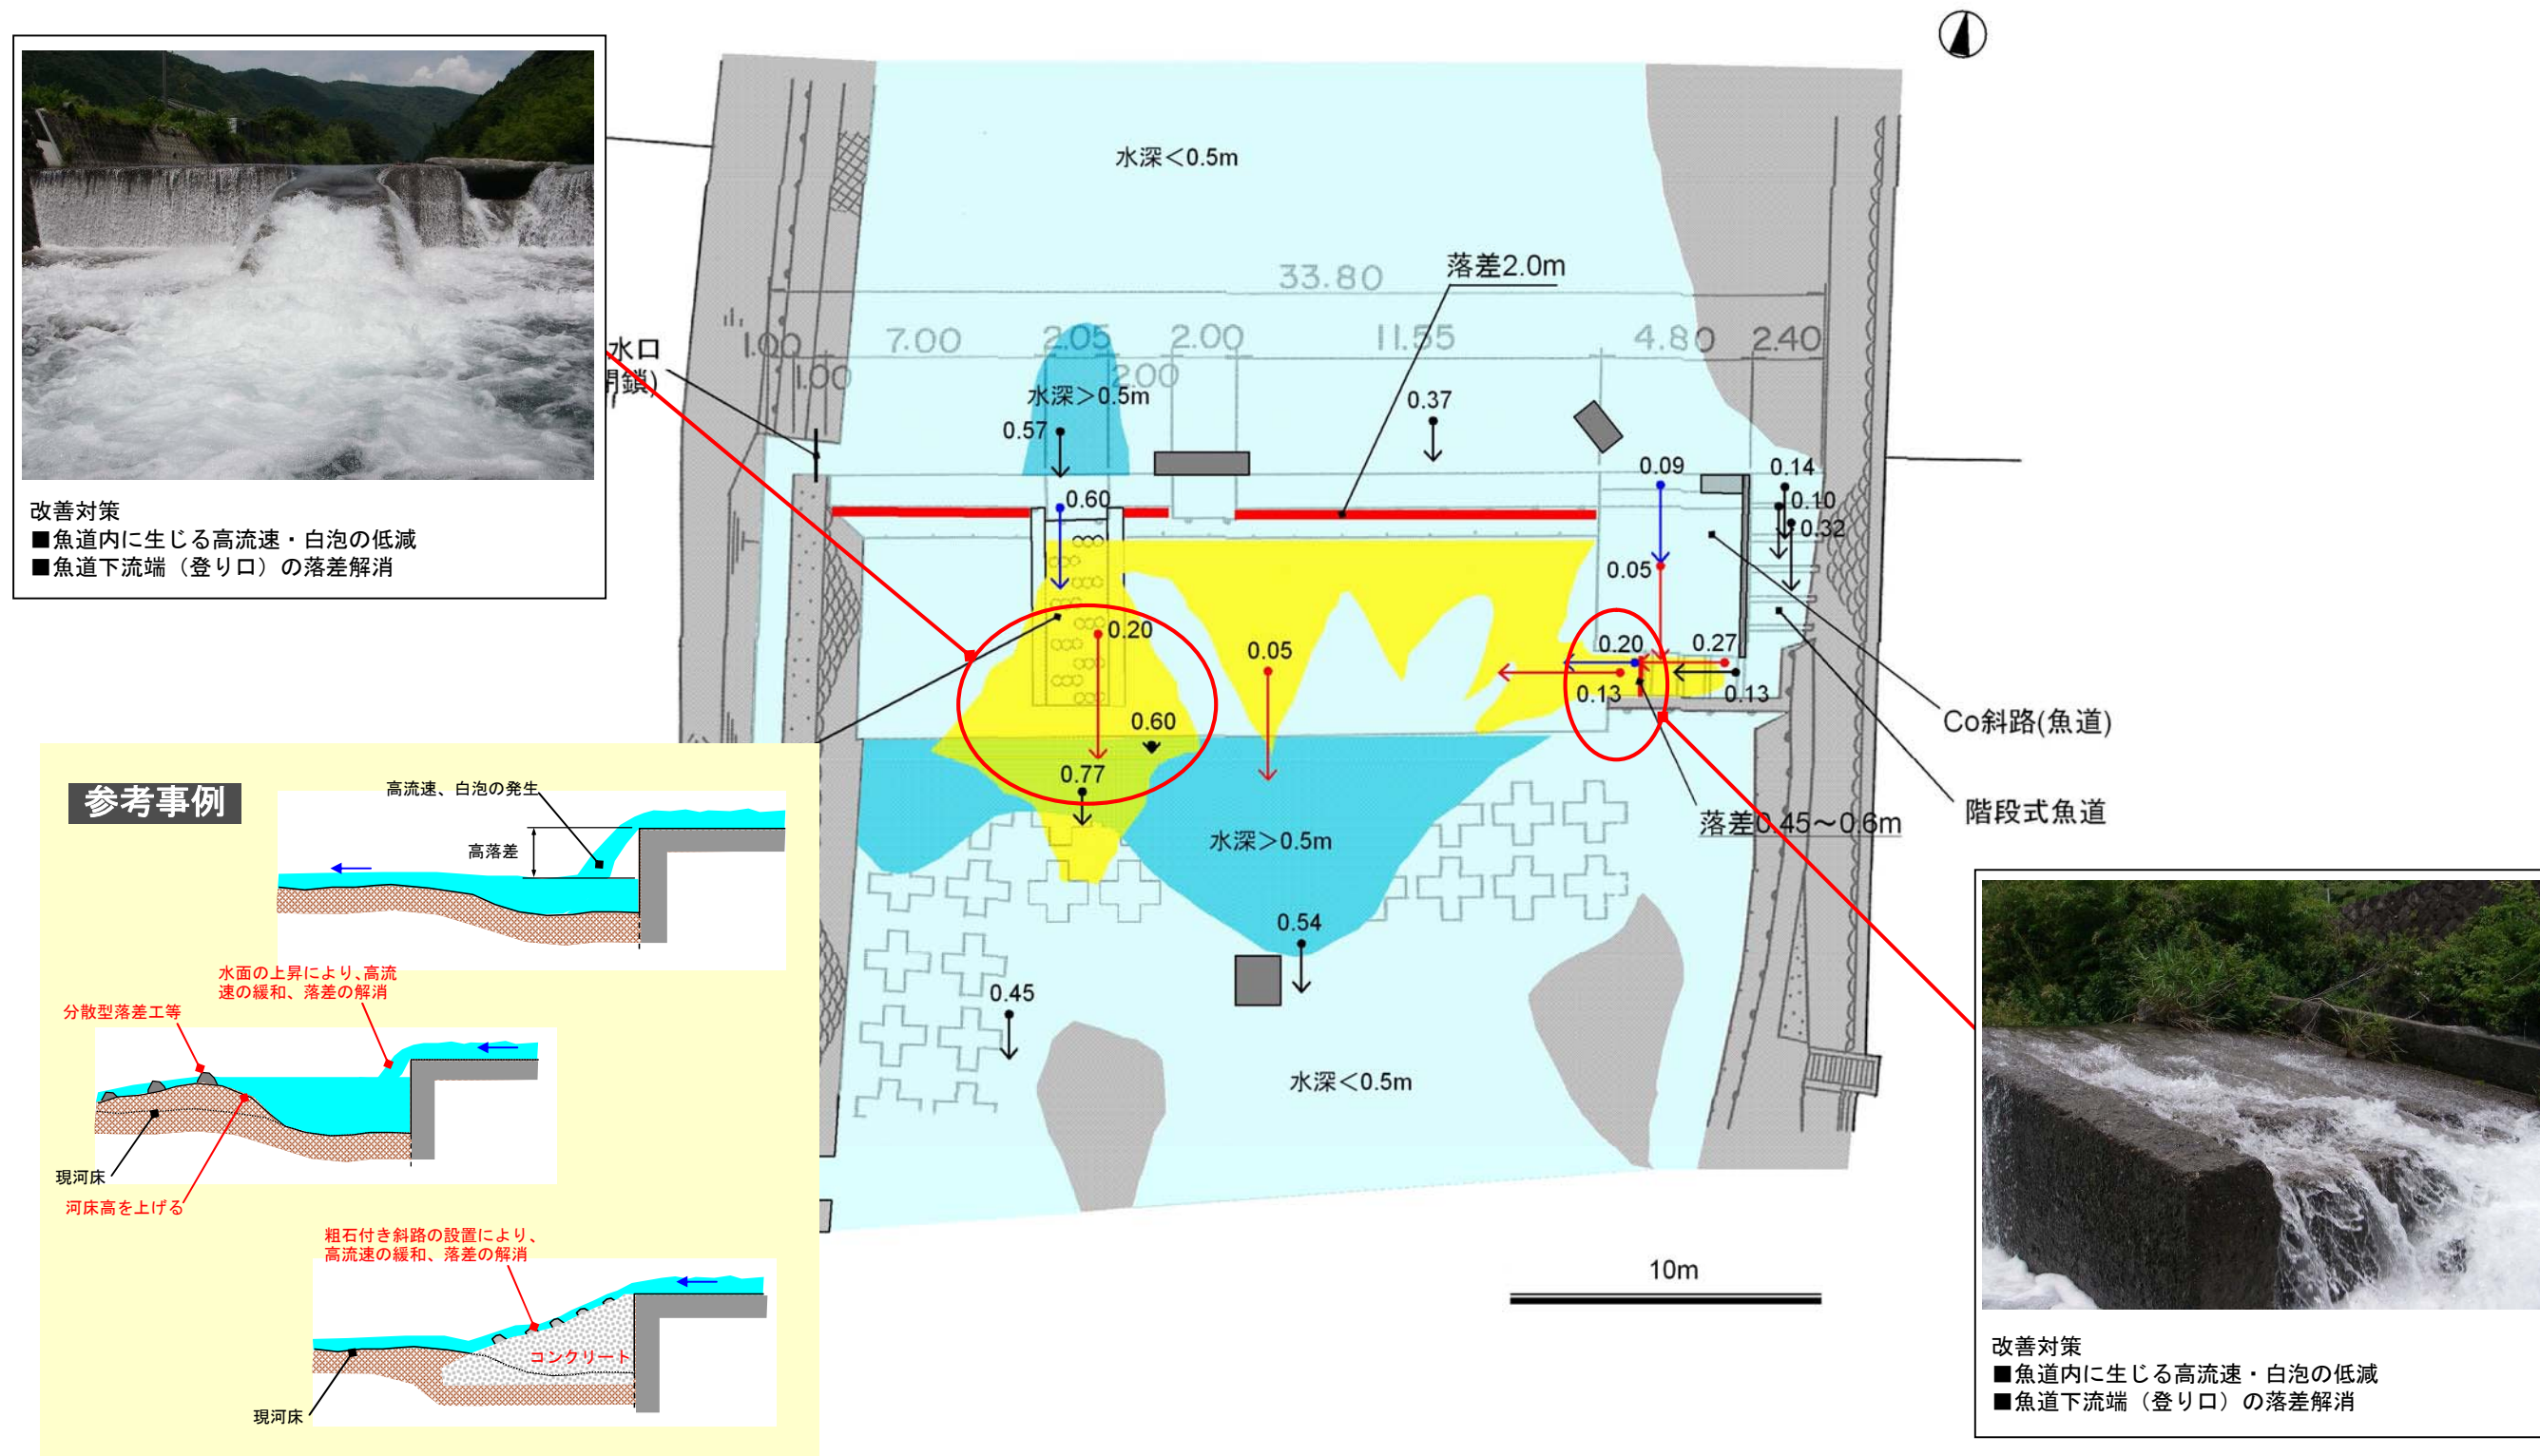 改善対策
■魚道内に生じる高流速・白泡の低減
■魚道下流端（登り口）の落差解消
水深＜0.5m
33.80
落差2.0m
水口
鎖)
1.00
7.00
2.05
2.00
11.55
4.80
2.40
1.00
2.00
水深＞0.5m
0.57
0.37
0.09
0.14
0.60
0.10
0.32
0.05
0.20
0.05
0.20
0.27
0.13
0.13
0.60
0.77
Co斜路(魚道)
階段式魚道
落差0.45～0.6m
水深＞0.5m
0.54
0.45
水深＜0.5m
10m
参考事例
高流速、白泡の発生
高落差
水面の上昇により、高流
速の緩和、落差の解消
分散型落差工等
現河床
河床高を上げる
粗石付き斜路の設置により、
高流速の緩和、落差の解消
コンクリート
現河床
改善対策
■魚道内に生じる高流速・白泡の低減
■魚道下流端（登り口）の落差解消